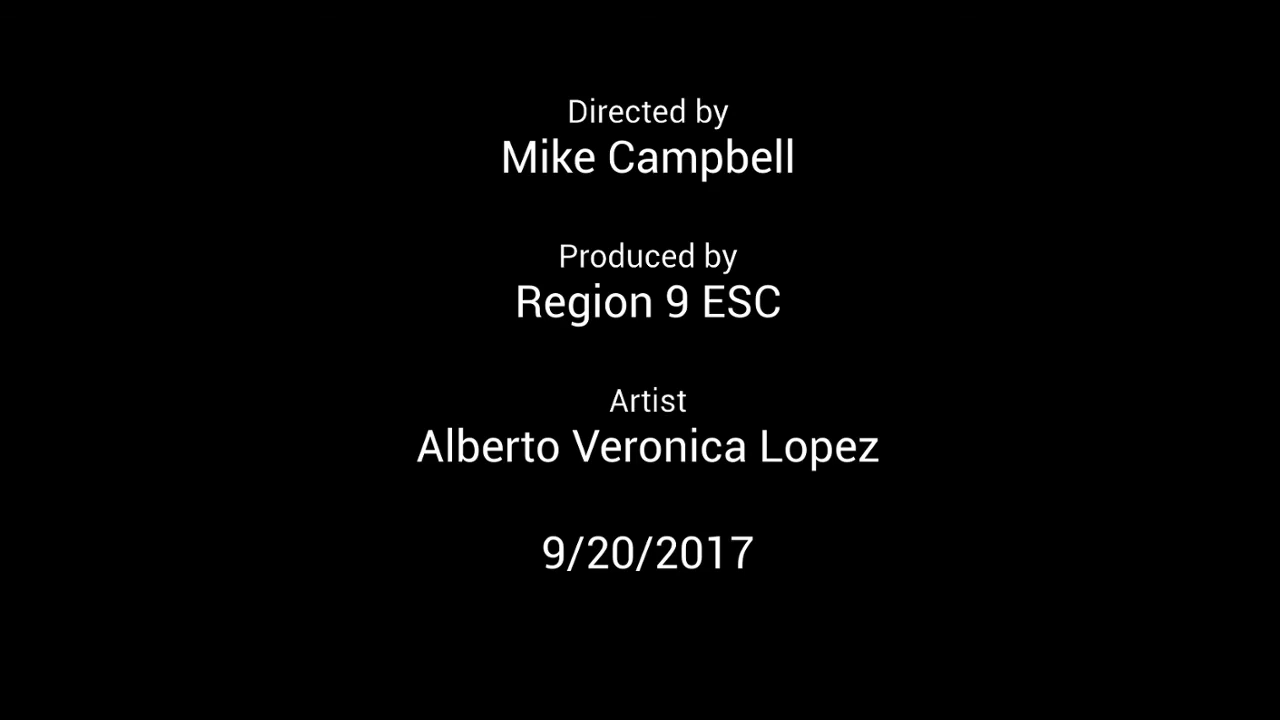 Directed by
Mike Campbell
Produced by
Region 9 ESC
Artist
Alberto Veronica Lopez
9/20/2017